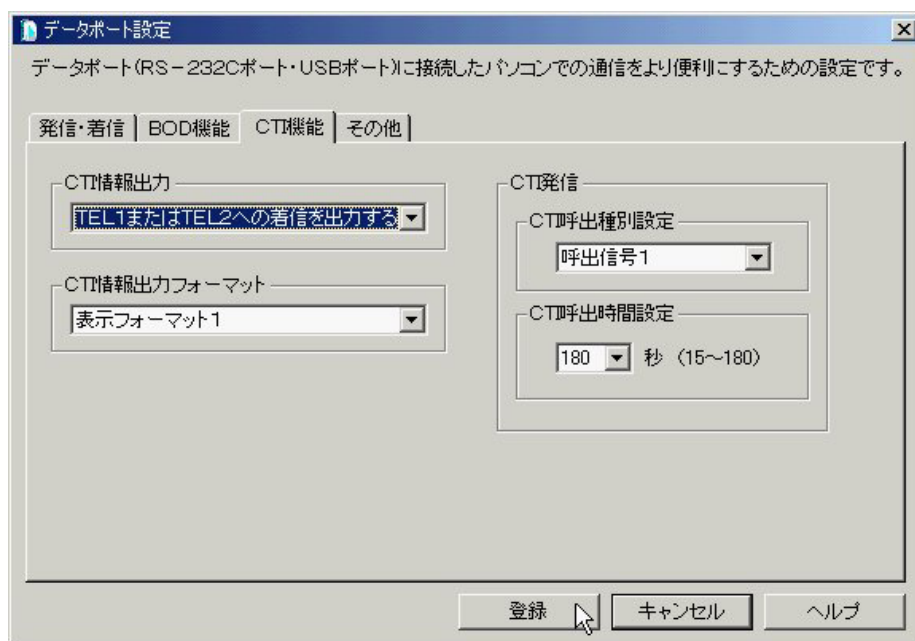 データポート設定
データポート(RS-232Cポート・USBポート)に接続したパソコンでの通信をより便利にするための設定です。
発信・着信 BOD機能 CTI機能 その他
CTI情報出力
TEL1またはTEL2への着信を出力する
CTI情報出力フォーマット
表示フォーマット1
CTI発信
CTI呼出種別設定
呼出信号1
CTI呼出時間設定
180 秒 (15~180)
登録 キャンセル ヘルプ